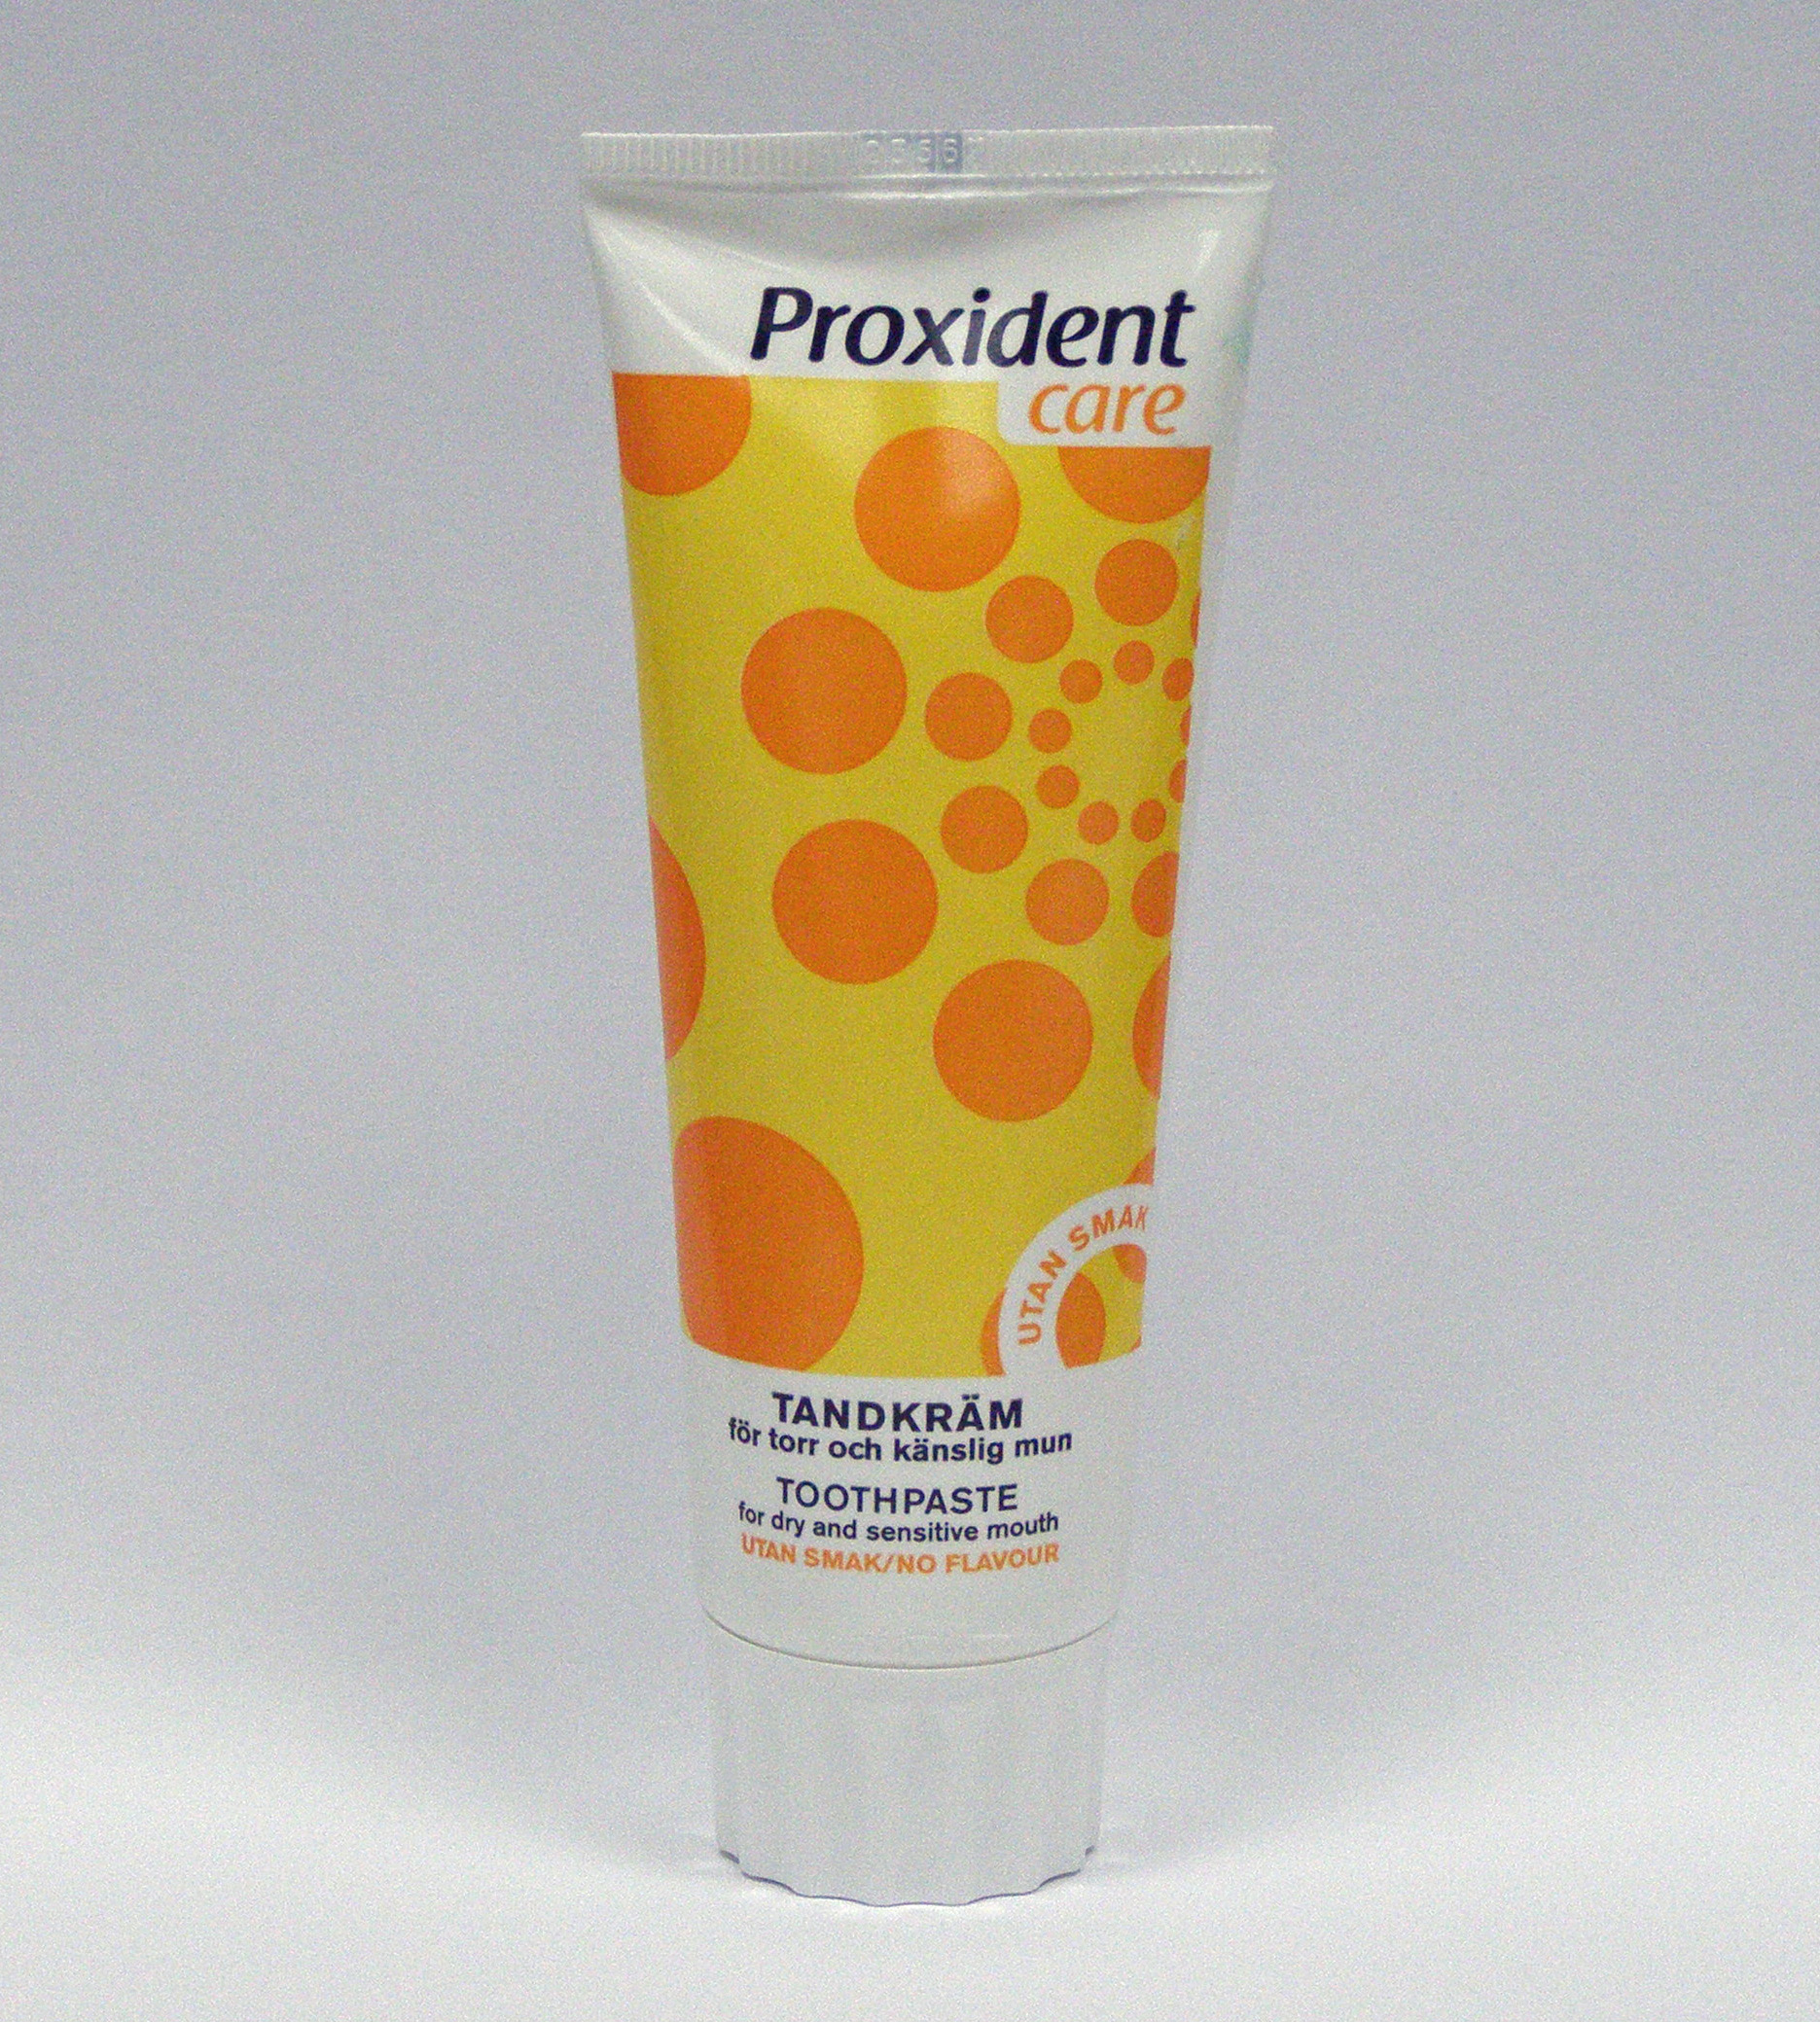 Proxident
care
UTAN SMAK
TANDKRÄM
för torr och känslig mun
TOOTHPASTE
for dry and sensitive mouth
UTAN SMAK/NO FLAVOUR